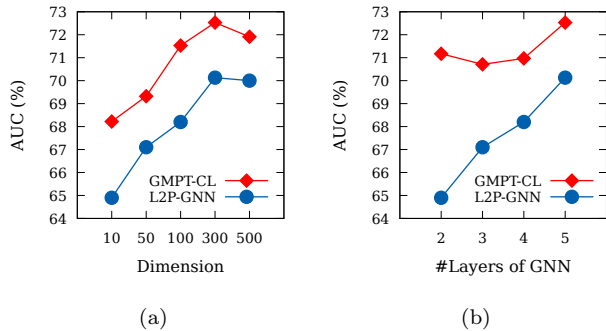 73
72
71
70
69
68
67
66
65
64
AUC (%)
GMPT-CL
L2P-GNN
10 50 100 300 500
Dimension
(a)
73
72
71
70
69
68
67
66
65
64
AUC (%)
GMPT-CL
L2P-GNN
2 3 4 5
#Layers of GNN
(b)